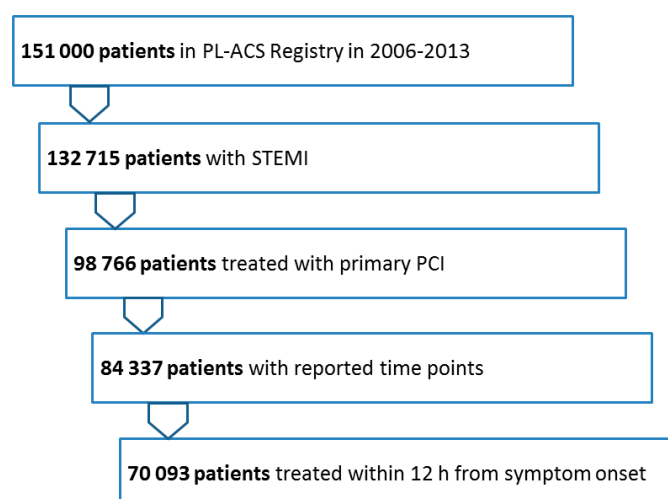 151 000 patients in PL-ACS Registry in 2006-2013
132 715 patients with STEMI
98 766 patients treated with primary PCI
84 337 patients with reported time points
70 093 patients treated within 12 h from symptom onset